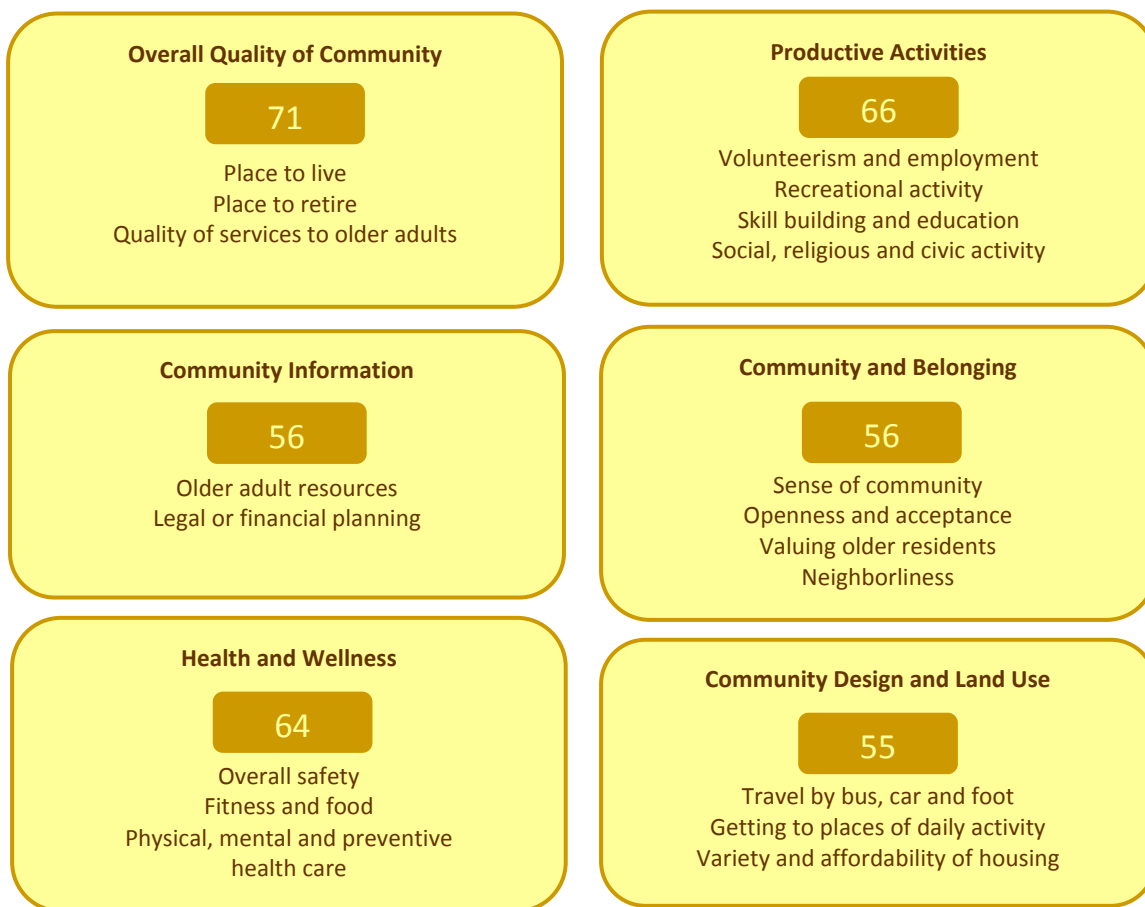 Overall Quality of Community
71
Place to live
Place to retire
Quality of services to older adults
Productive Activities
66
Volunteerism and employment
Recreational activity
Skill building and education
Social, religious and civic activity
Community Information
56
Older adult resources
Legal or financial planning
Community and Belonging
56
Sense of community
Openness and acceptance
Valuing older residents
Neighborliness
Health and Wellness
64
Overall safety
Fitness and food
Physical, mental and preventive
health care
Community Design and Land Use
55
Travel by bus, car and foot
Getting to places of daily activity
Variety and affordability of housing